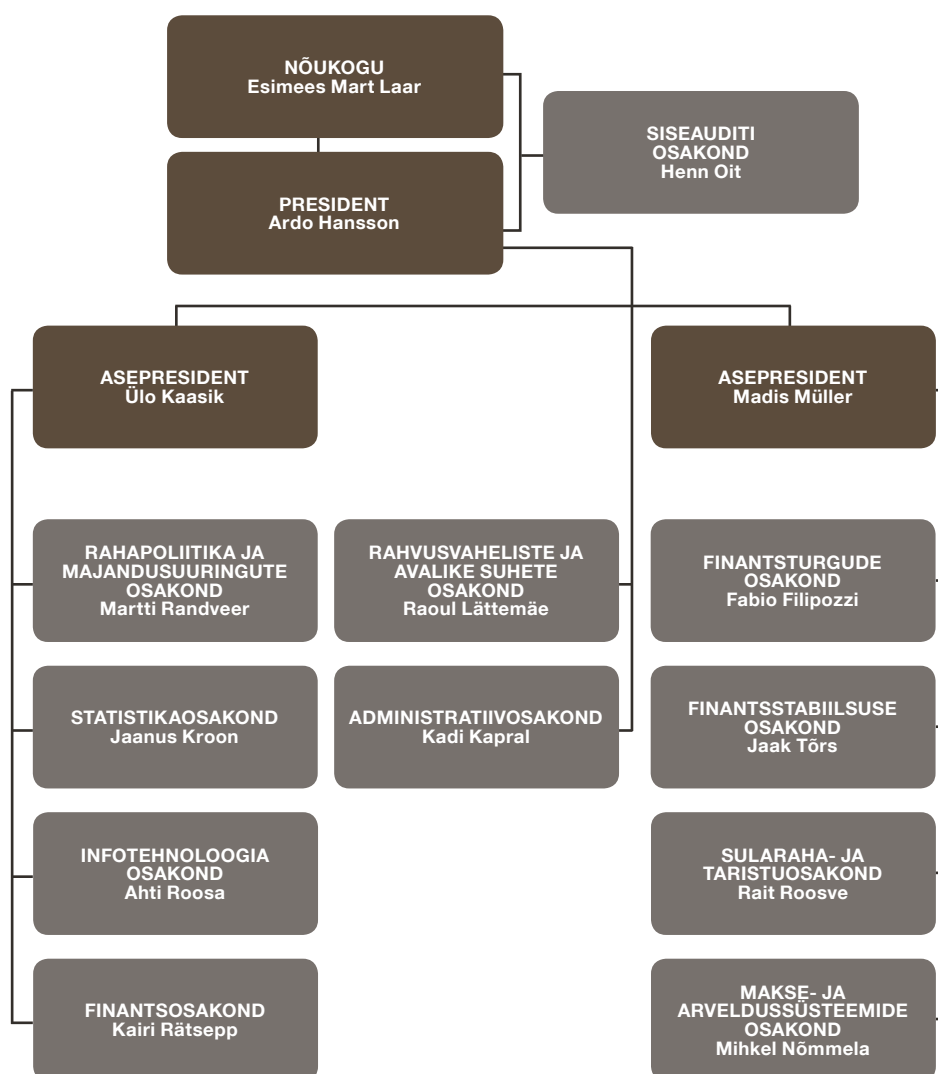 NÕUKOGU
Esimees Mart Laar
SISEAUDITI
OSAKOND
Henn Oit
PRESIDENT
Ardo Hansson
ASEPRESIDENT
Ülo Kaasik
ASEPRESIDENT
Madis Müller
RAHAPOLIITIKA JA
MAJANDUSUURINGUTE
OSAKOND
Martti Randveer
RAHVUSVAHELISTE JA
AVALIKE SUHETE
OSAKOND
Raoul Lättemäe
FINANTSTURGUDE
OSAKOND
Fabio Filipozzi
STATISTIKAOSAKOND
Jaanus Kroon
ADMINISTRATIIVOSAKOND
Kadi Kapral
FINANTSSTABIILSUSE
OSAKOND
Jaak Tõrs
INFOTEHNOLOOGIA
OSAKOND
Ahti Roosa
SULARAHA- JA
TARISTUOSAKOND
Rait Roosve
FINANTSOSAKOND
Kairi Rätsepp
MAKSE- JA
ARVELDUSSÜSTEEMIDE
OSAKOND
Mihkel Nõmmela